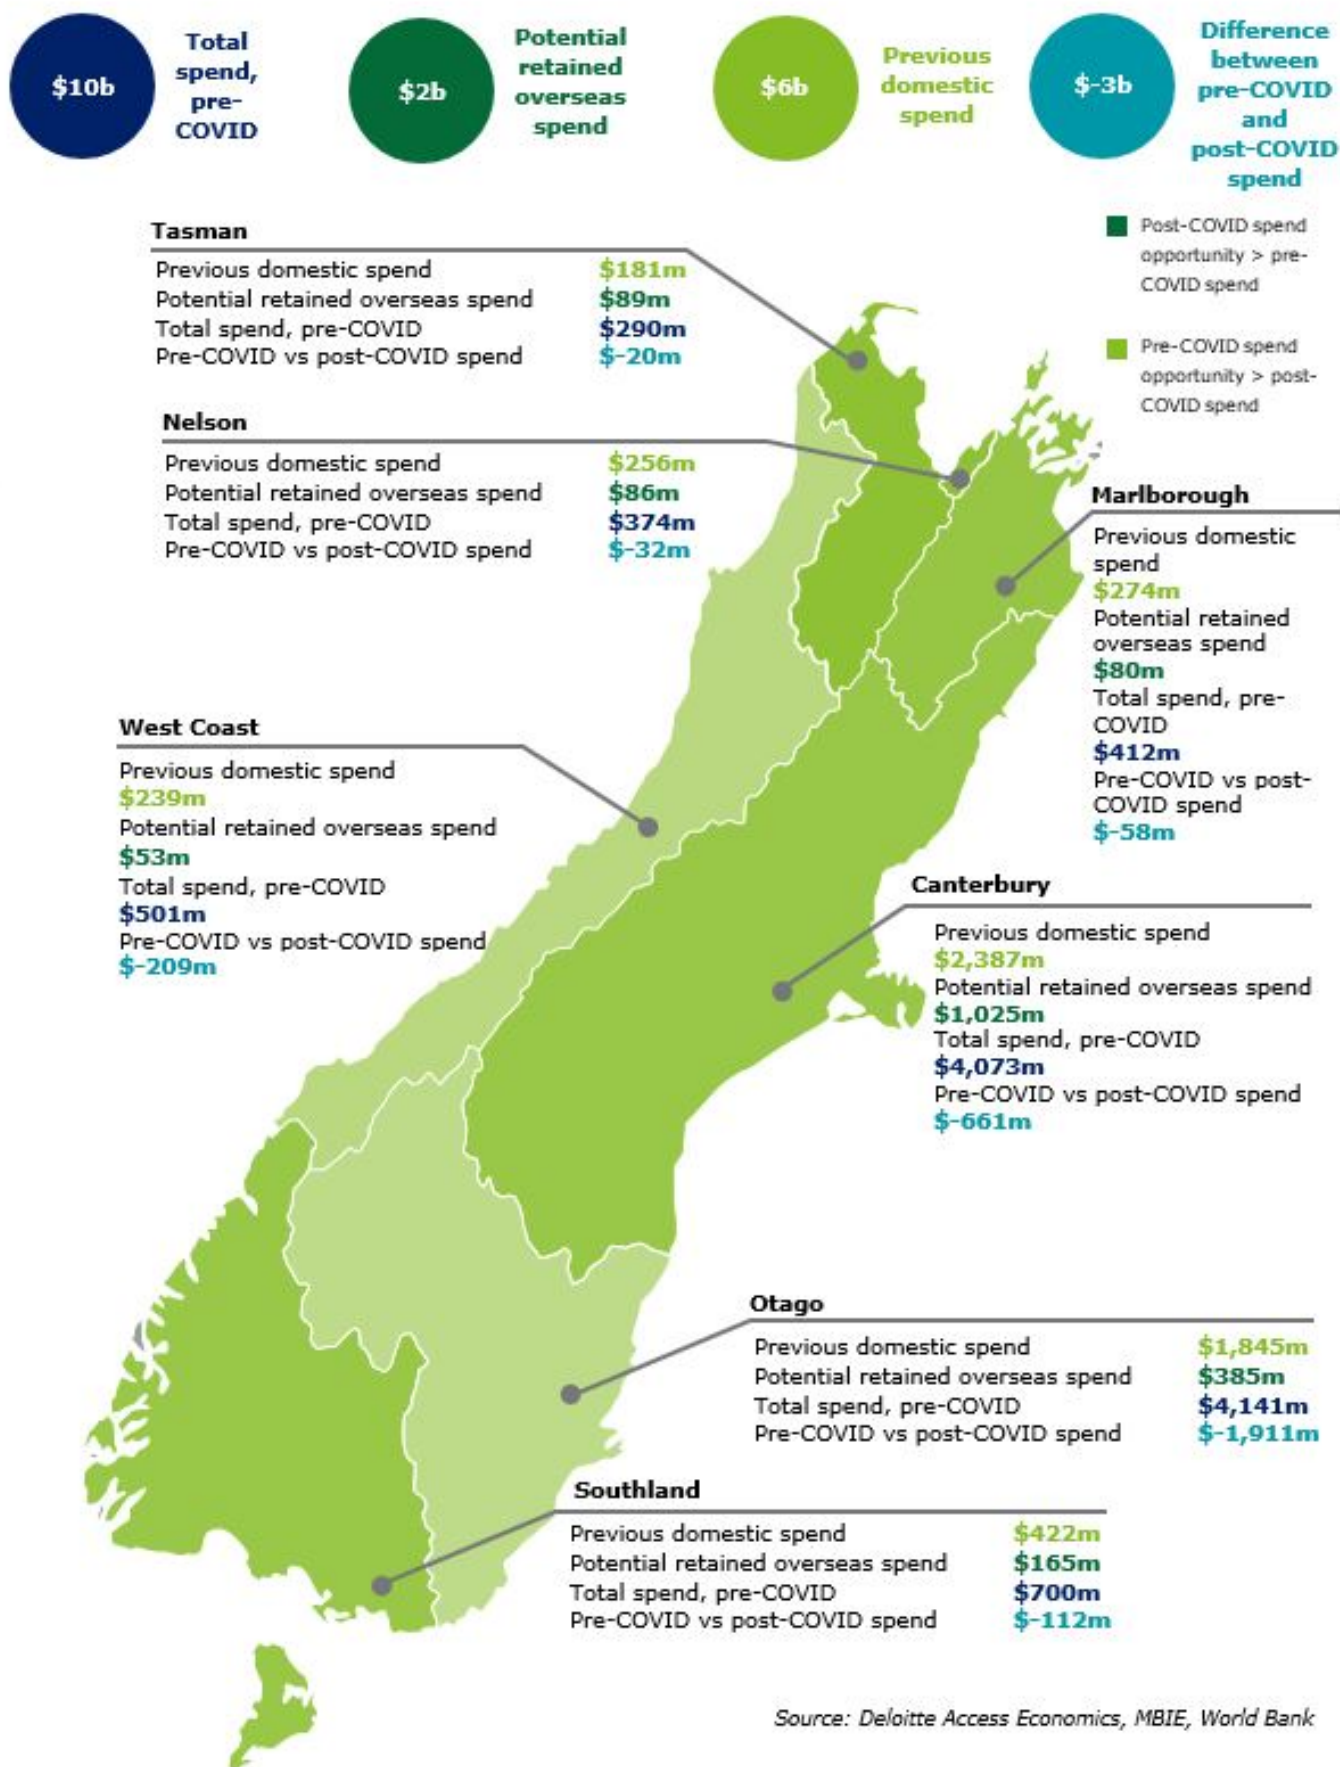 $10b
Total
spend,
pre-
COVID
$2b
Potential
retained
overseas
spend
$6b
Previous
domestic
spend
$-3b
Difference
between
pre-COVID
and
post-COVID
spend
Post-COVID spend
opportunity > pre-
COVID spend
Pre-COVID spend
opportunity > post-
COVID spend
Tasman
Previous domestic spend $181m
Potential retained overseas spend $89m
Total spend, pre-COVID $290m
Pre-COVID vs post-COVID spend $-20m
Nelson
Previous domestic spend $256m
Potential retained overseas spend $86m
Total spend, pre-COVID $374m
Pre-COVID vs post-COVID spend $-32m
Marlborough
Previous domestic
spend
$274m
Potential retained
overseas spend
$80m
Total spend, pre-
COVID
$412m
Pre-COVID vs post-
COVID spend
$-58m
West Coast
Previous domestic spend
$239m
Potential retained overseas spend
$53m
Total spend, pre-COVID
$501m
Pre-COVID vs post-COVID spend
$-209m
Canterbury
Previous domestic spend
$2,387m
Potential retained overseas spend
$1,025m
Total spend, pre-COVID
$4,073m
Pre-COVID vs post-COVID spend
$-661m
Otago
Previous domestic spend $1,845m
Potential retained overseas spend $385m
Total spend, pre-COVID $4,141m
Pre-COVID vs post-COVID spend $-1,911m
Southland
Previous domestic spend $422m
Potential retained overseas spend $165m
Total spend, pre-COVID $700m
Pre-COVID vs post-COVID spend $-112m
Source: Deloitte Access Economics, MBIE, World Bank